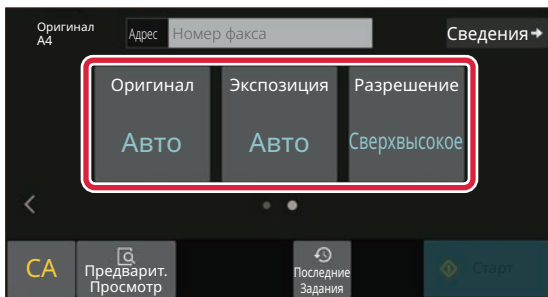 Оригинал
A4
Адрес
Номер факса
Сведения
Оригинал
Экспозиция
Разрешение
Авто
Авто
Сверхвысокое
CA
Предварит.
Просмотр
Последние
Задания
Старт